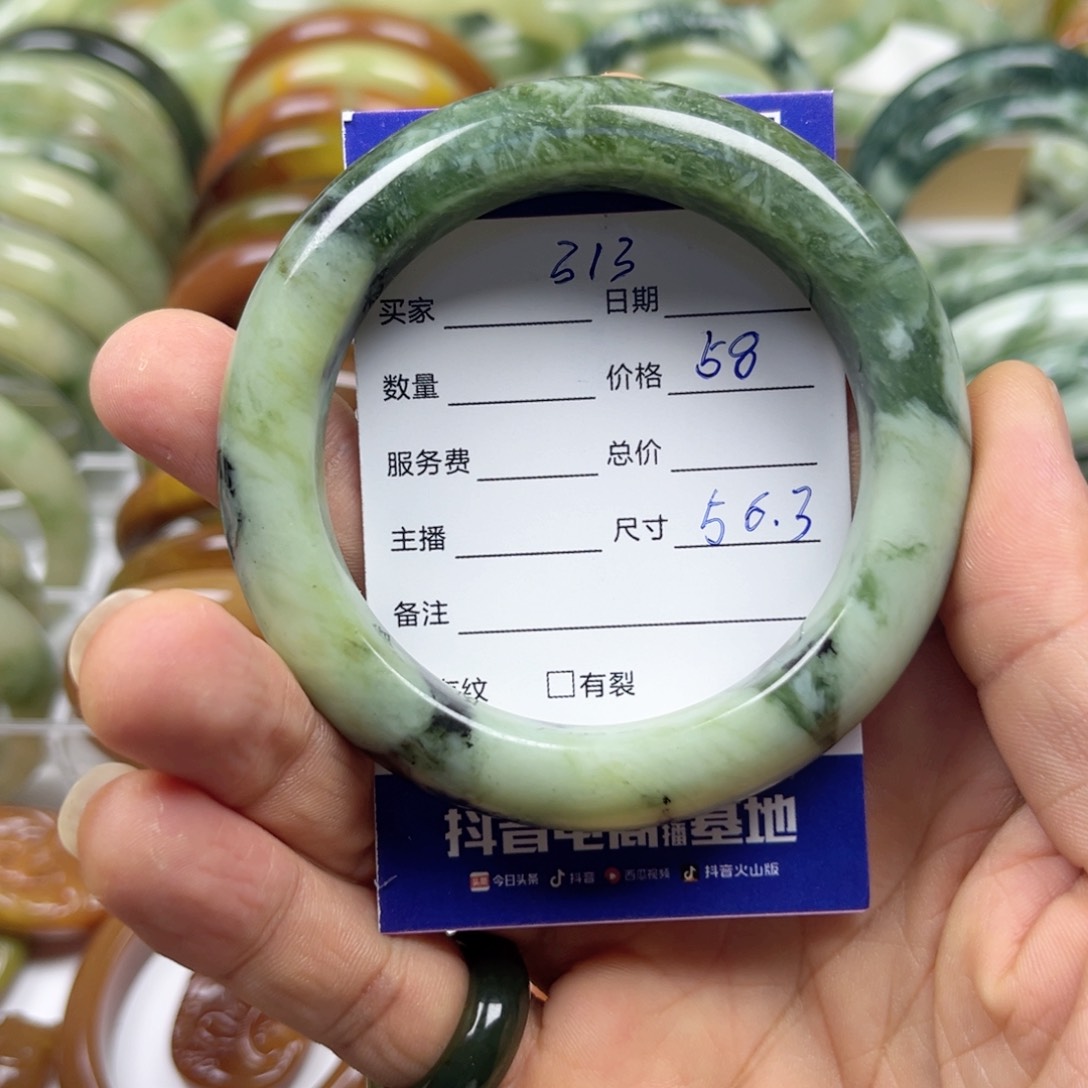 313
买家 日期
数量 价格 58
服务费 总价
主播 尺寸 56.3
备注
纹 □有裂
抖音电商直播基地
今日头条 抖音 西瓜视频 抖音火山版